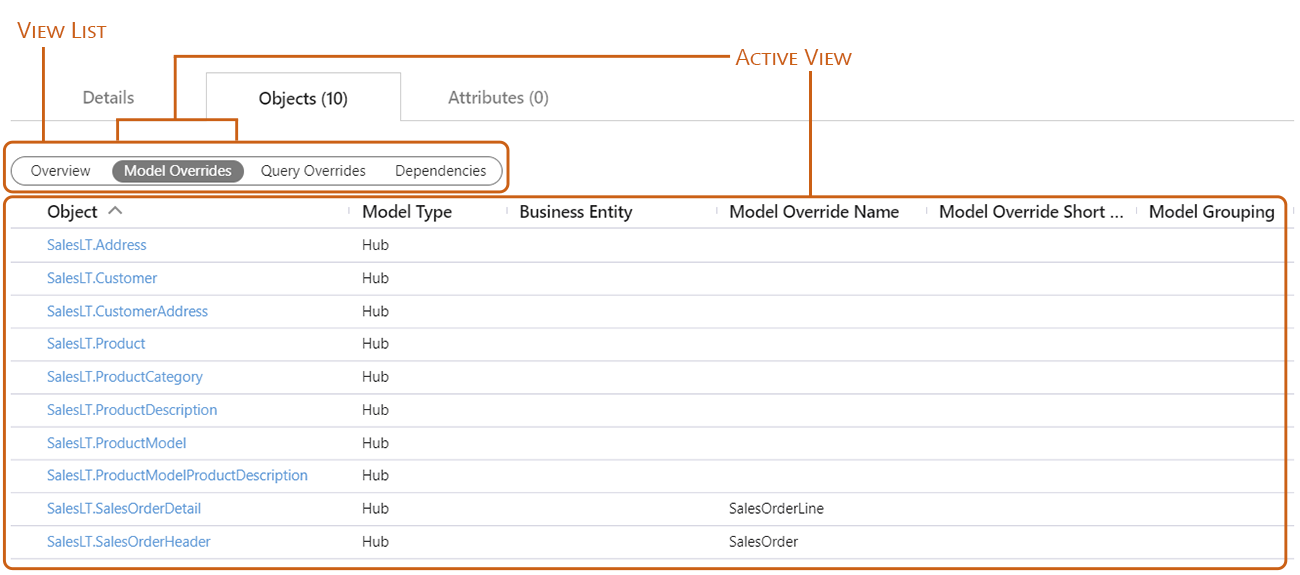 View List
Active View
Details Objects (10) Attributes (0)
Overview Model Overrides Query Overrides Dependencies
Object Model Type Business Entity Model Override Name Model Override Short ... Model Grouping
SalesLT.Address Hub
SalesLT.Customer Hub
SalesLT.CustomerAddress Hub
SalesLT.Product Hub
SalesLT.ProductCategory Hub
SalesLT.ProductDescription Hub
SalesLT.ProductModel Hub
SalesLT.ProductModelProductDescription Hub
SalesLT.SalesOrderDetail Hub SalesOrderLine
SalesLT.SalesOrderHeader Hub SalesOrder